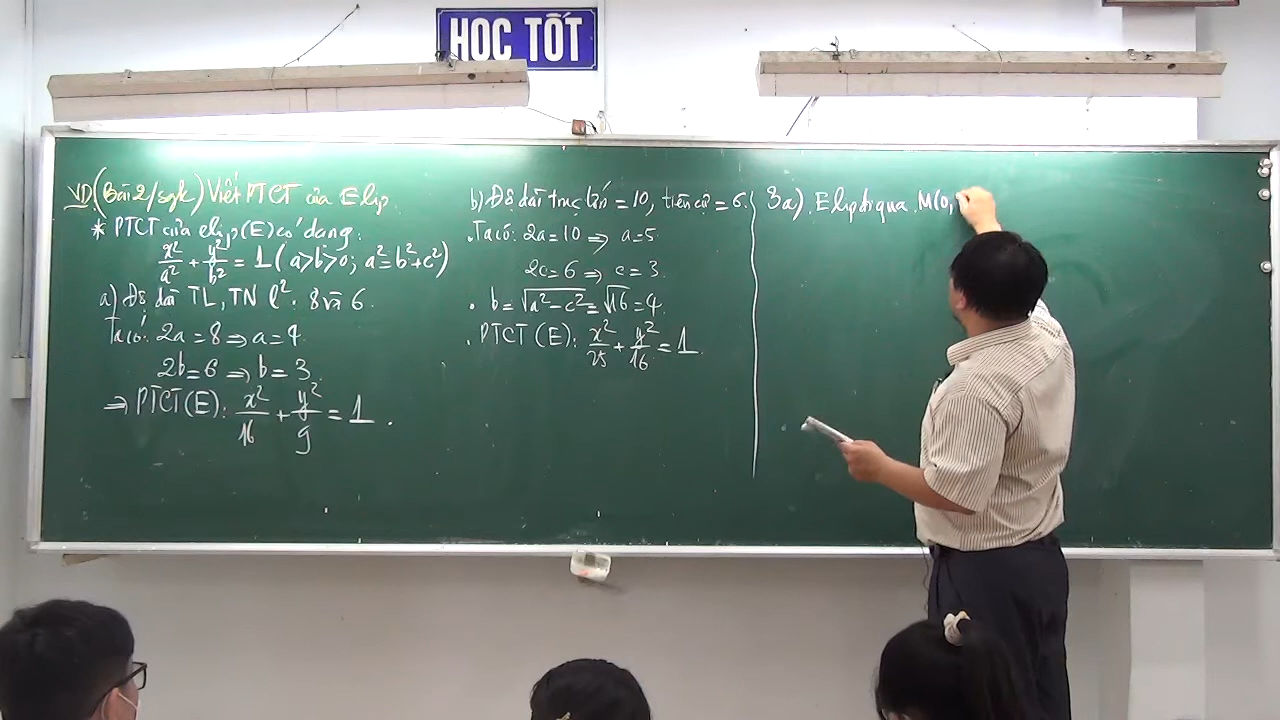 HỌC TỐT
VD (Bài 2/sgk) Viết PTCT của Elip.
* PTCT của elip (E) có dạng:
x²/a² + y²/b² = 1 (a>b>0; a²=b²+c²)
a) Độ dài TL, TN l²: 8 và 6.
Ta có: 2a = 8 ⇒ a = 4.
2b = 6 ⇒ b = 3.
⇒ PTCT (E): x²/16 + y²/9 = 1.
b) Độ dài trục lớn = 10, tiêu cự = 6.
. Ta có: 2a = 10 ⇒ a = 5.
2c = 6 ⇒ c = 3.
. b = √(a²−c²) = √16 = 4.
. PTCT (E): x²/25 + y²/16 = 1.
3a). Elip đi qua M(0,